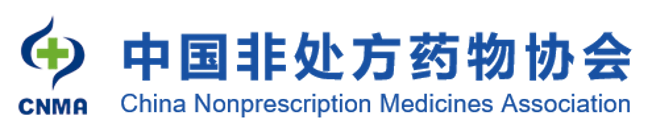 中国非处方药物协会
CNMA
China Nonprescription Medicines Association